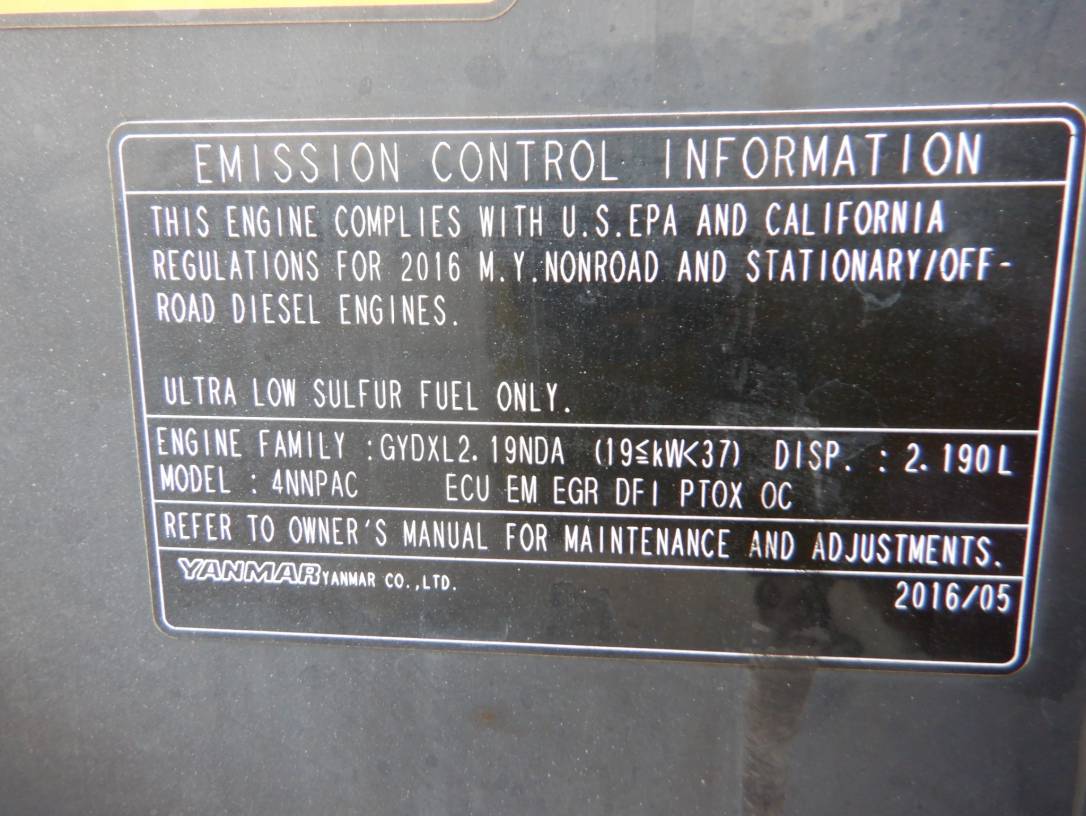 EMISSION CONTROL INFORMATION
THIS ENGINE COMPLIES WITH U.S.EPA AND CALIFORNIA
REGULATIONS FOR 2016 M.Y.NONROAD AND STATIONARY/OFF-
ROAD DIESEL ENGINES.
ULTRA LOW SULFUR FUEL ONLY.
ENGINE FAMILY :GYDXL2.19NDA (19≦kW<37) DISP. : 2.190L
MODEL : 4NNPAC ECU EM EGR DFI PTOX OC
REFER TO OWNER'S MANUAL FOR MAINTENANCE AND ADJUSTMENTS.
YANMAR YANMAR CO.,LTD.
2016/05